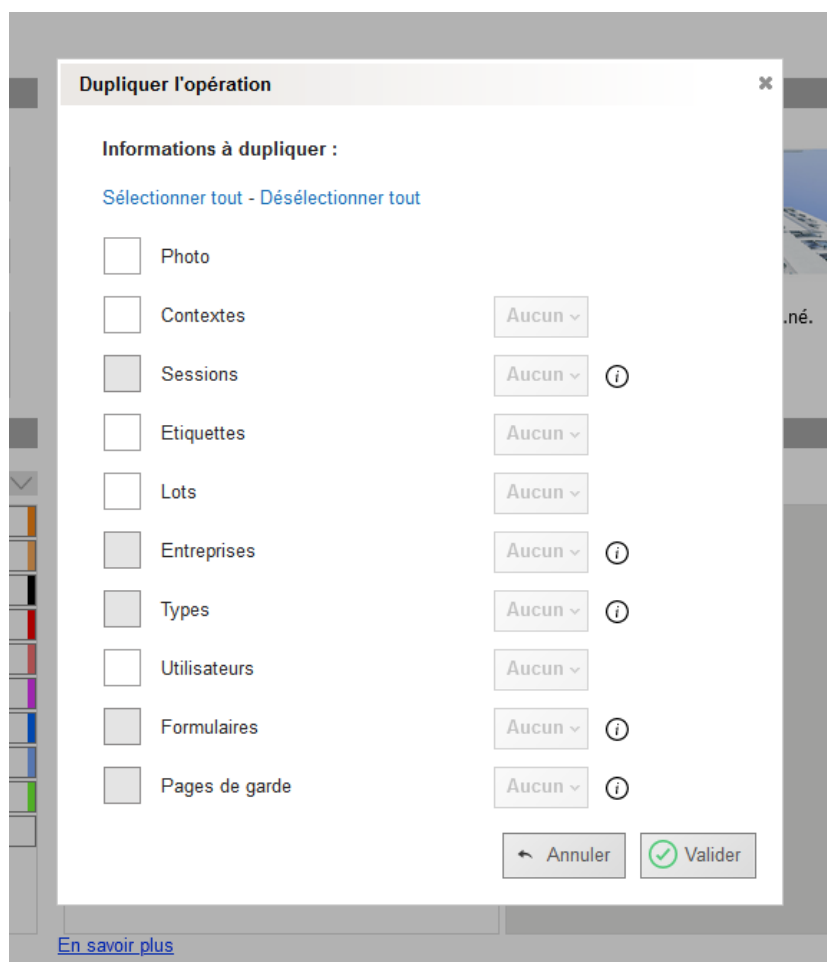 Dupliquer l'opération
Informations à dupliquer :
Sélectionner tout - Désélectionner tout
Photo
Contextes Aucun
.né.
Sessions Aucun
Etiquettes Aucun
Lots Aucun
Entreprises Aucun
Types Aucun
Utilisateurs Aucun
Formulaires Aucun
Pages de garde Aucun
Annuler Valider
En savoir plus